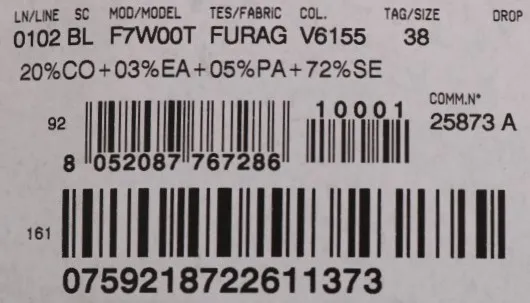 LN/LINE SC MOD/MODEL TES/FABRIC COL. TAG/SIZE DROP
0102 BL F7W00T FURAG V6155 38
20%CO+03%EA+05%PA+72%SE
10001 COMM.N°
92 25873 A
8 052087 767286
161
0759218722611373